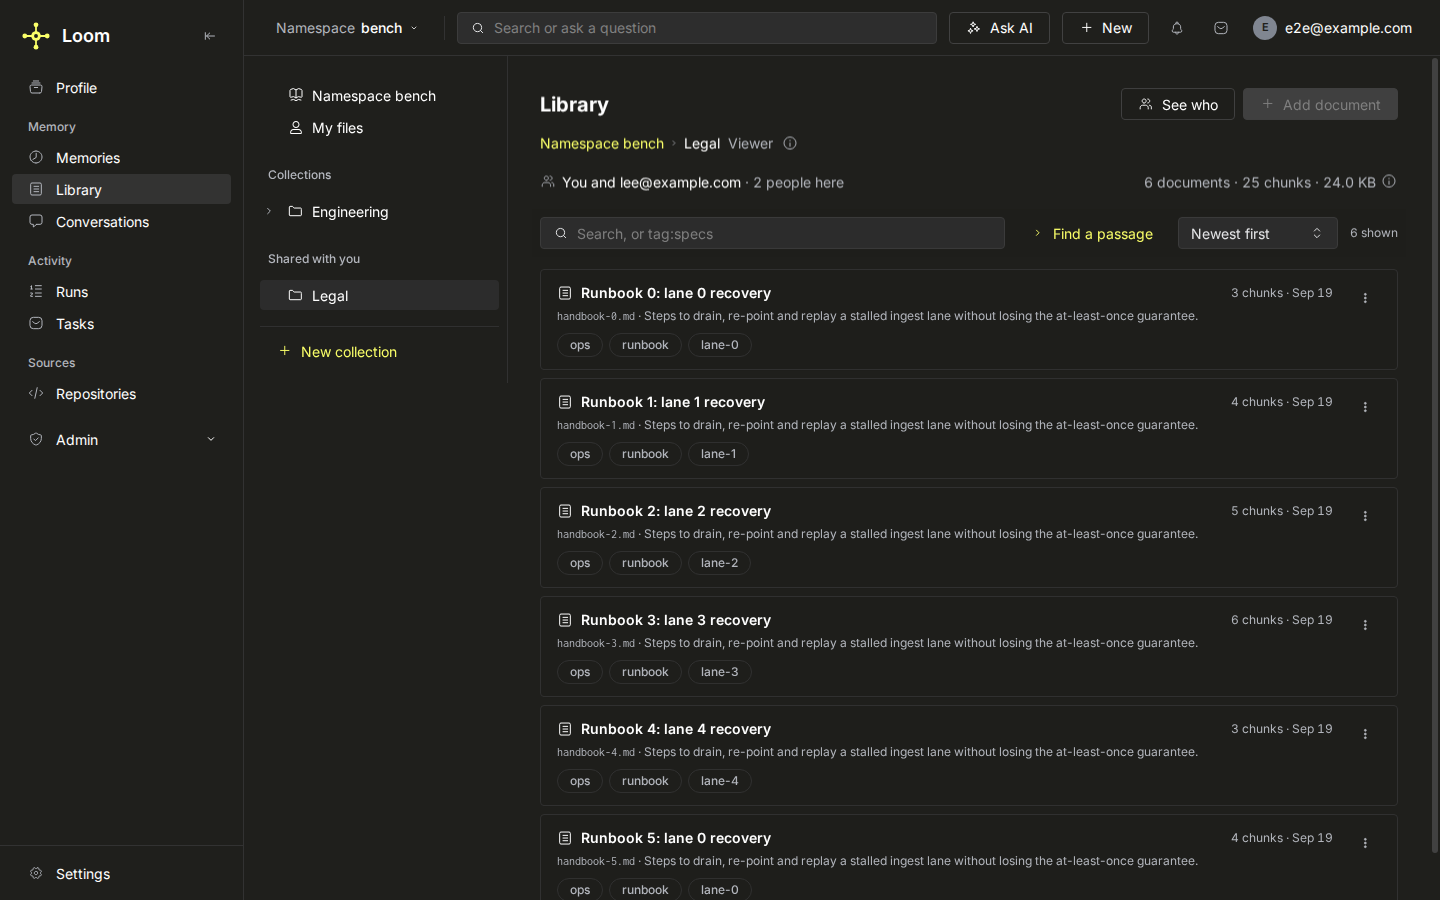 Loom
Profile
Memory
Memories
Library
Conversations
Activity
Runs
Tasks
Sources
Repositories
Admin
Settings
Namespace bench
Search or ask a question
Ask AI
New
E
e2e@example.com
Namespace bench
My files
Collections
Engineering
Shared with you
Legal
New collection
Library
See who
Add document
Namespace bench › Legal Viewer
You and lee@example.com · 2 people here
6 documents · 25 chunks · 24.0 KB
Search, or tag:specs
Find a passage
Newest first
6 shown
Runbook 0: lane 0 recovery
3 chunks · Sep 19
handbook-0.md · Steps to drain, re-point and replay a stalled ingest lane without losing the at-least-once guarantee.
ops runbook lane-0
Runbook 1: lane 1 recovery
4 chunks · Sep 19
handbook-1.md · Steps to drain, re-point and replay a stalled ingest lane without losing the at-least-once guarantee.
ops runbook lane-1
Runbook 2: lane 2 recovery
5 chunks · Sep 19
handbook-2.md · Steps to drain, re-point and replay a stalled ingest lane without losing the at-least-once guarantee.
ops runbook lane-2
Runbook 3: lane 3 recovery
6 chunks · Sep 19
handbook-3.md · Steps to drain, re-point and replay a stalled ingest lane without losing the at-least-once guarantee.
ops runbook lane-3
Runbook 4: lane 4 recovery
3 chunks · Sep 19
handbook-4.md · Steps to drain, re-point and replay a stalled ingest lane without losing the at-least-once guarantee.
ops runbook lane-4
Runbook 5: lane 0 recovery
4 chunks · Sep 19
handbook-5.md · Steps to drain, re-point and replay a stalled ingest lane without losing the at-least-once guarantee.
ops runbook lane-0